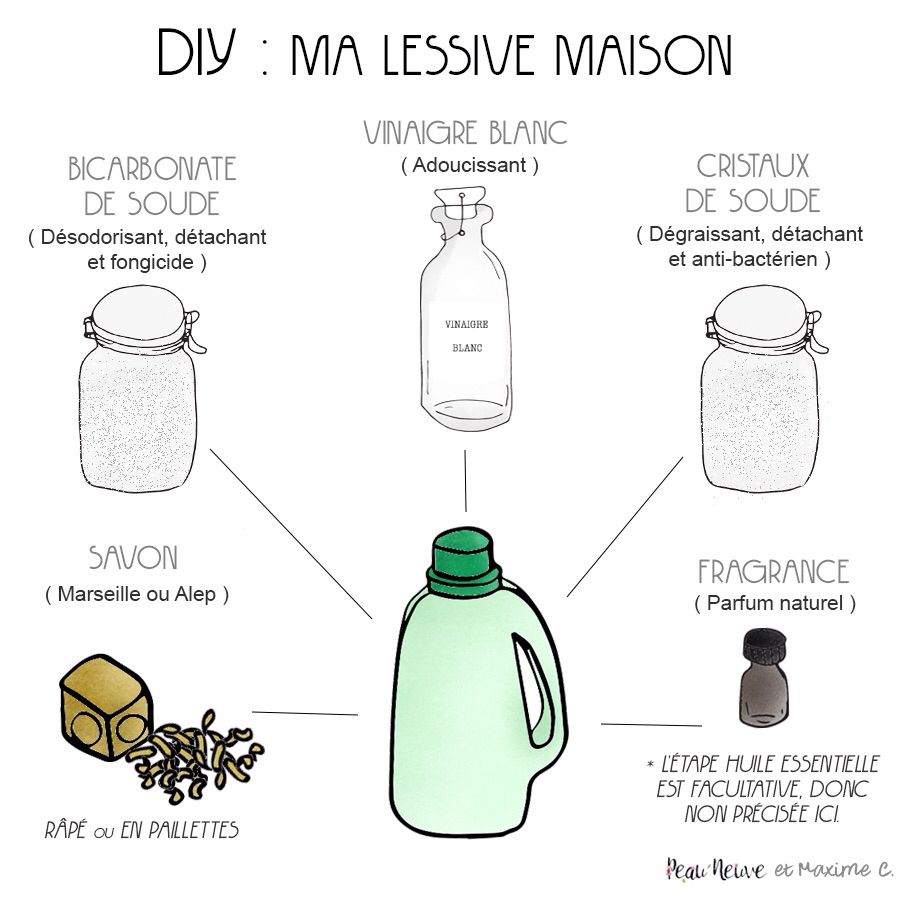 DIY : MA LESSIVE MAISON
VINAIGRE BLANC
( Adoucissant )
BICARBONATE
DE SOUDE
( Désodorisant, détachant
et fongicide )
CRISTAUX
DE SOUDE
( Dégraissant, détachant
et anti-bactérien )
VINAIGRE
BLANC
SAVON
( Marseille ou Alep )
FRAGRANCE
( Parfum naturel )
* L'ÉTAPE HUILE ESSENTIELLE
EST FACULTATIVE, DONC
NON PRÉCISÉE ICI.
RÂPÉ OU EN PAILLETTES
Peau Neuve et Maxime C.